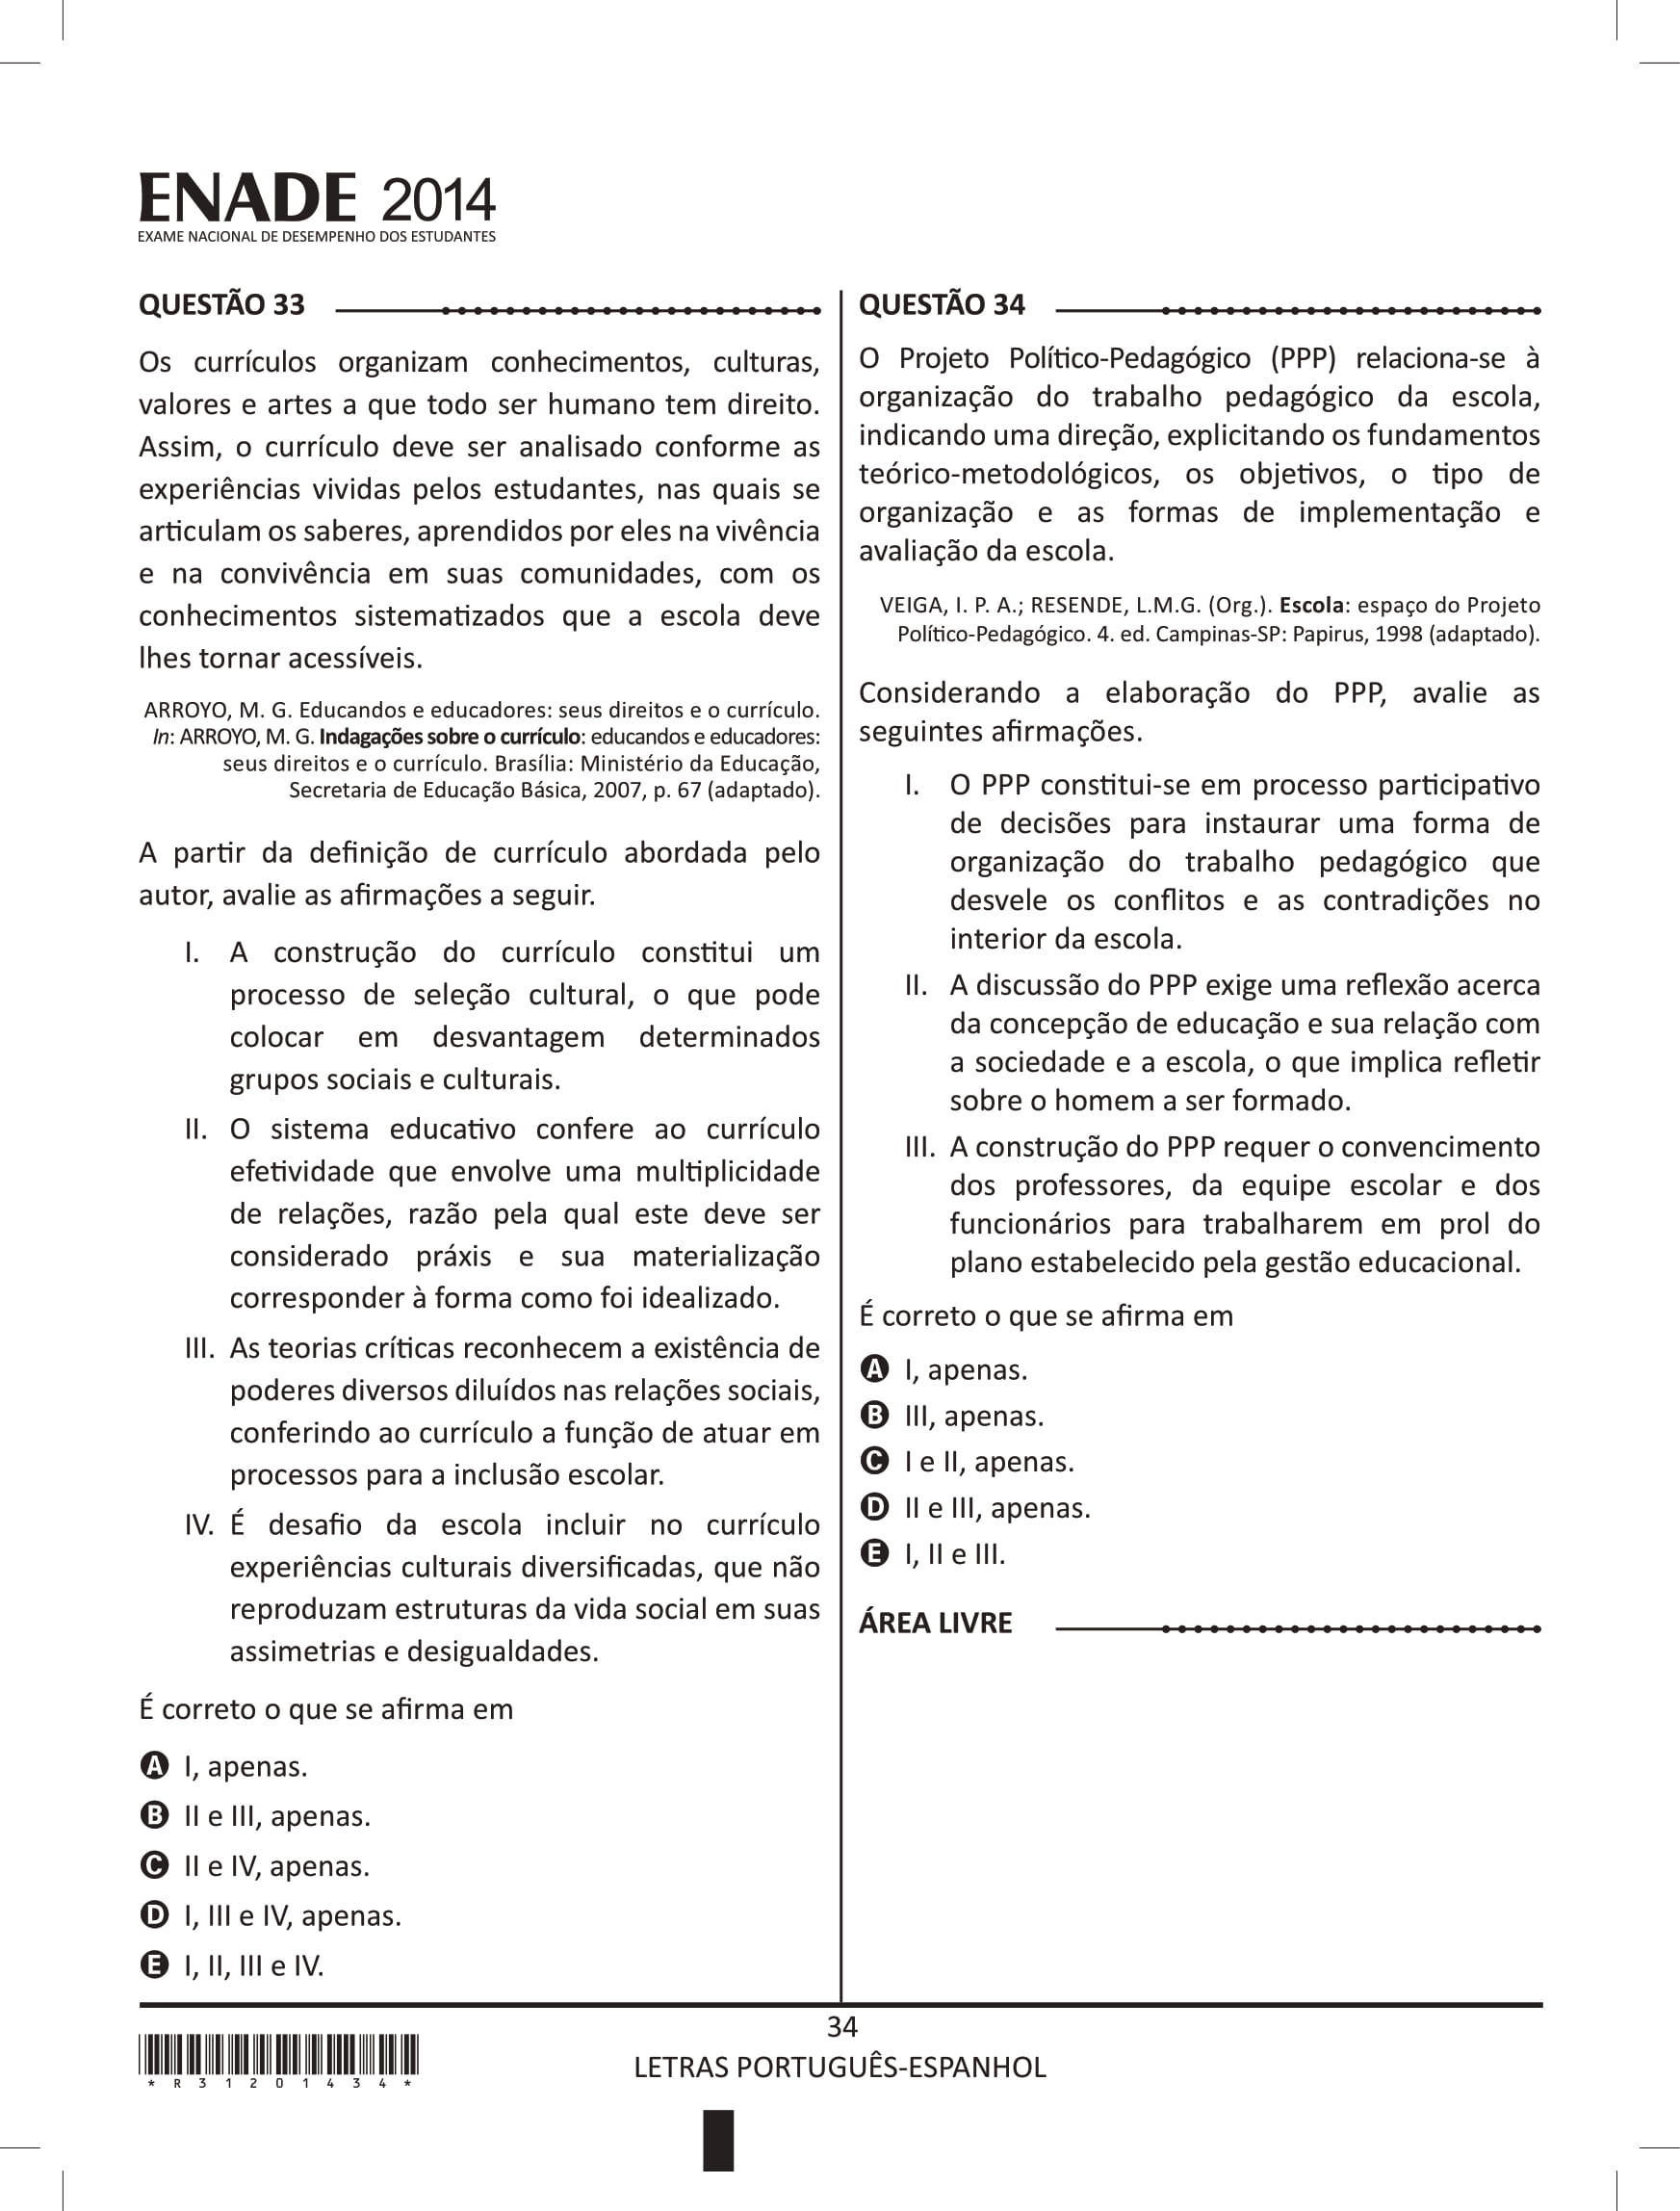 ENADE 2014
EXAME NACIONAL DE DESEMPENHO DOS ESTUDANTES
QUESTÃO 33
Os currículos organizam conhecimentos, culturas,
valores e artes a que todo ser humano tem direito.
Assim, o currículo deve ser analisado conforme as
experiências vividas pelos estudantes, nas quais se
articulam os saberes, aprendidos por eles na vivência
e na convivência em suas comunidades, com os
conhecimentos sistematizados que a escola deve
lhes tornar acessíveis.
ARROYO, M. G. Educandos e educadores: seus direitos e o currículo.
In: ARROYO, M. G. Indagações sobre o currículo: educandos e educadores:
seus direitos e o currículo. Brasília: Ministério da Educação,
Secretaria de Educação Básica, 2007, p. 67 (adaptado).
A partir da definição de currículo abordada pelo
autor, avalie as afirmações a seguir.
I. A construção do currículo constitui um
processo de seleção cultural, o que pode
colocar em desvantagem determinados
grupos sociais e culturais.
II. O sistema educativo confere ao currículo
efetividade que envolve uma multiplicidade
de relações, razão pela qual este deve ser
considerado práxis e sua materialização
corresponder à forma como foi idealizado.
III. As teorias críticas reconhecem a existência de
poderes diversos diluídos nas relações sociais,
conferindo ao currículo a função de atuar em
processos para a inclusão escolar.
IV. É desafio da escola incluir no currículo
experiências culturais diversificadas, que não
reproduzam estruturas da vida social em suas
assimetrias e desigualdades.
É correto o que se afirma em
A I, apenas.
B II e III, apenas.
C II e IV, apenas.
D I, III e IV, apenas.
E I, II, III e IV.
QUESTÃO 34
O Projeto Político-Pedagógico (PPP) relaciona-se à
organização do trabalho pedagógico da escola,
indicando uma direção, explicitando os fundamentos
teórico-metodológicos, os objetivos, o tipo de
organização e as formas de implementação e
avaliação da escola.
VEIGA, I. P. A.; RESENDE, L.M.G. (Org.). Escola: espaço do Projeto
Político-Pedagógico. 4. ed. Campinas-SP: Papirus, 1998 (adaptado).
Considerando a elaboração do PPP, avalie as
seguintes afirmações.
I. O PPP constitui-se em processo participativo
de decisões para instaurar uma forma de
organização do trabalho pedagógico que
desvele os conflitos e as contradições no
interior da escola.
II. A discussão do PPP exige uma reflexão acerca
da concepção de educação e sua relação com
a sociedade e a escola, o que implica refletir
sobre o homem a ser formado.
III. A construção do PPP requer o convencimento
dos professores, da equipe escolar e dos
funcionários para trabalharem em prol do
plano estabelecido pela gestão educacional.
É correto o que se afirma em
A I, apenas.
B III, apenas.
C I e II, apenas.
D II e III, apenas.
E I, II e III.
ÁREA LIVRE
34
LETRAS PORTUGUÊS-ESPANHOL
* R 3 1 2 0 1 4 3 4 *